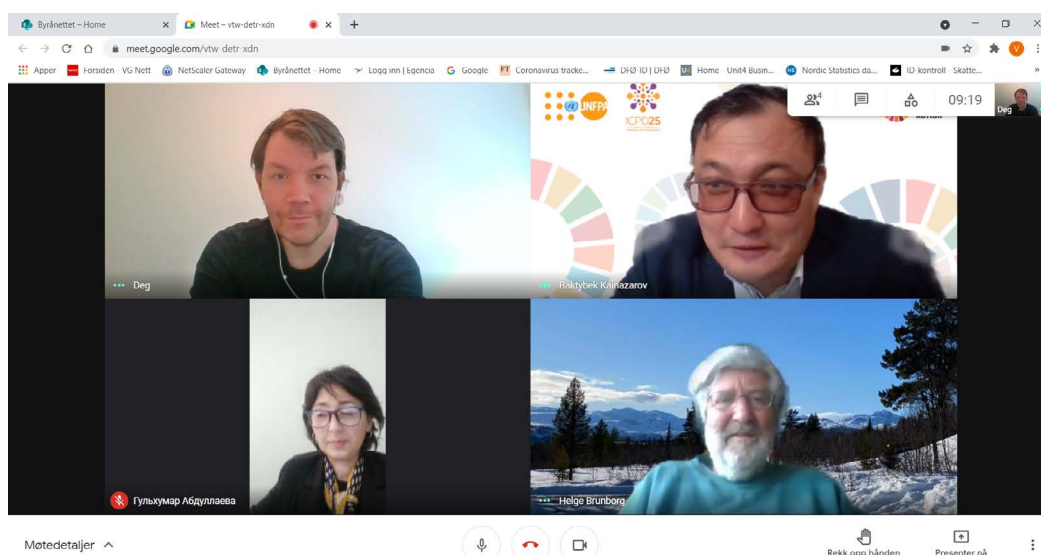 Byrånettet – Home
Meet – vtw-detr-xdn
meet.google.com/vtw-detr-xdn
Apper
Forsiden - VG Nett
NetScaler Gateway
Byrånettet - Home
Logg inn | Egencia
Google
Coronavirus tracke...
DFØ-ID | DFØ
Home - Unit4 Busin...
Nordic Statistics da...
ID-kontroll - Skatte...
UNFPA
ICPD25
4
09:19
Deg
Deg
Baktybek Kainazarov
Гульхумар Абдуллаева
Helge Brunborg
Møtedetaljer
Rekk opp hånden
Presenter nå